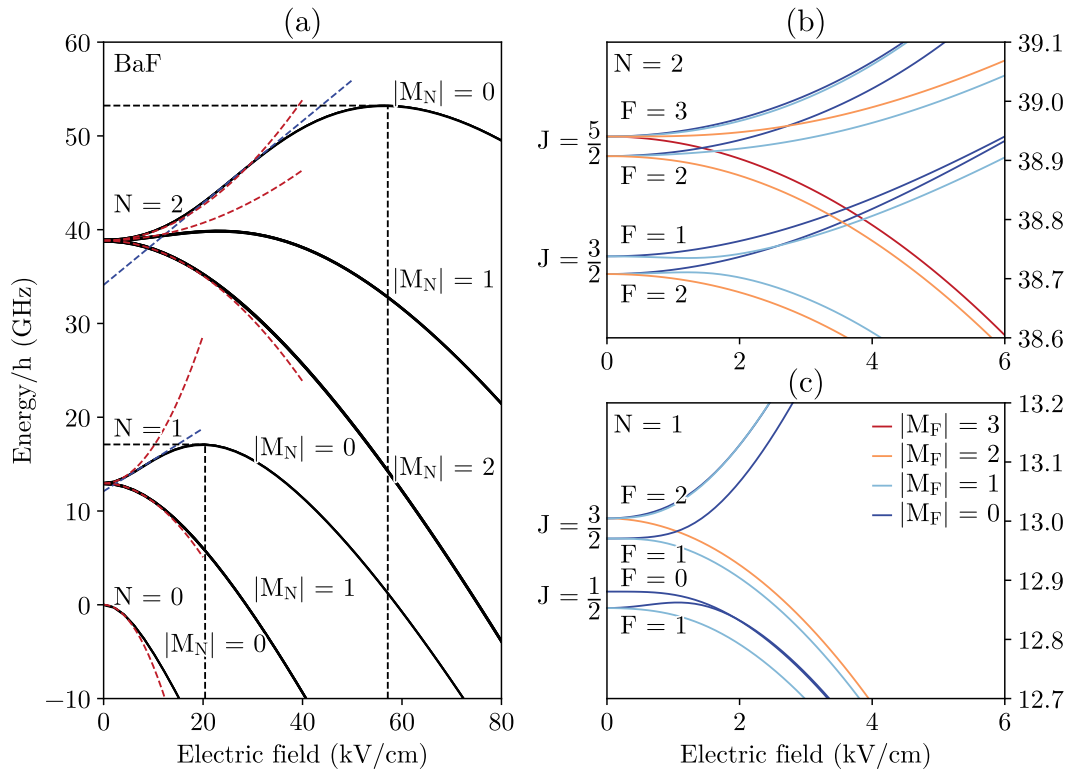 (a)
BaF
60
50
40
30
20
10
0
−10
Energy/h (GHz)
0 20 40 60 80
Electric field (kV/cm)
|M_N| = 0
N = 2
|M_N| = 1
N = 1
|M_N| = 0
|M_N| = 2
N = 0
|M_N| = 1
|M_N| = 0
(b)
N = 2
F = 3
J = 5/2
F = 2
F = 1
J = 3/2
F = 2
39.1
39.0
38.9
38.8
38.7
38.6
0 2 4 6
(c)
N = 1
|M_F| = 3
|M_F| = 2
|M_F| = 1
|M_F| = 0
F = 2
J = 3/2
F = 1
F = 0
J = 1/2
F = 1
13.2
13.1
13.0
12.9
12.8
12.7
0 2 4 6
Electric field (kV/cm)